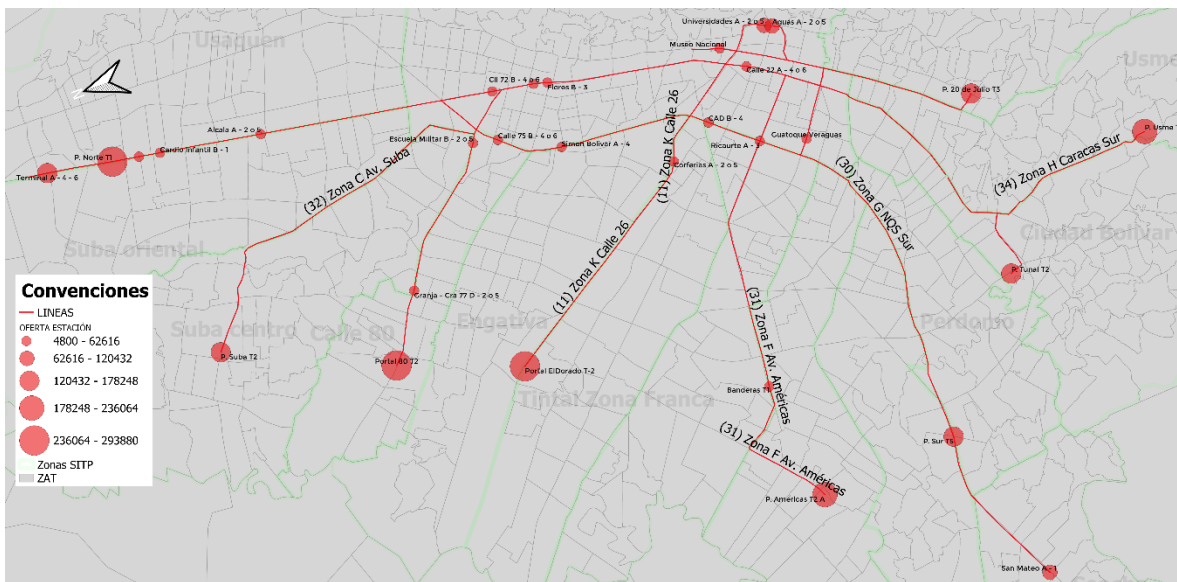 Universidades A - 2 o 5
Aguas A - 2 o 5
Usaquen
Museo Nacional
Usme
Calle 22 A - 4 o 6
Cll 72 B - 4 o 6
Flores B - 3
P. 20 de Julio T3
Alcala A - 2 o 5
CAD B - 4
P. Usma
Escuela Militar B - 2 o 5
Calle 75 B - 4 o 6
Simon Bolivar A - 4
Ricaurte A - 3
Guatoque Veraguas
Cardio Infantil B - 1
P. Norte T1
Terminal A - 4 - 6
Corferias A - 2 o 5
(11) Zona K Calle 26
(32) Zona C Av. Suba
(30) Zona G NQS Sur
(34) Zona H Caracas Sur
Suba oriental
Ciudad Bolivar
P. Tunal T2
Granja - Cra 77 D - 2 o 5
(11) Zona K Calle 26
(31) Zona F Av. Américas
Suba centro
Calle 80
Engativa
Perdomo
P. Suba T2
Portal 80 T2
Portal ElDorado T-2
Banderas T1
Tintal Zona Franca
(31) Zona F Av. Américas
P. Sur T5
P. Americas T2 A
San Mateo A - 1
Convenciones
LINEAS
OFERTA ESTACIÓN
4800 - 62616
62616 - 120432
120432 - 178248
178248 - 236064
236064 - 293880
Zonas SITP
ZAT